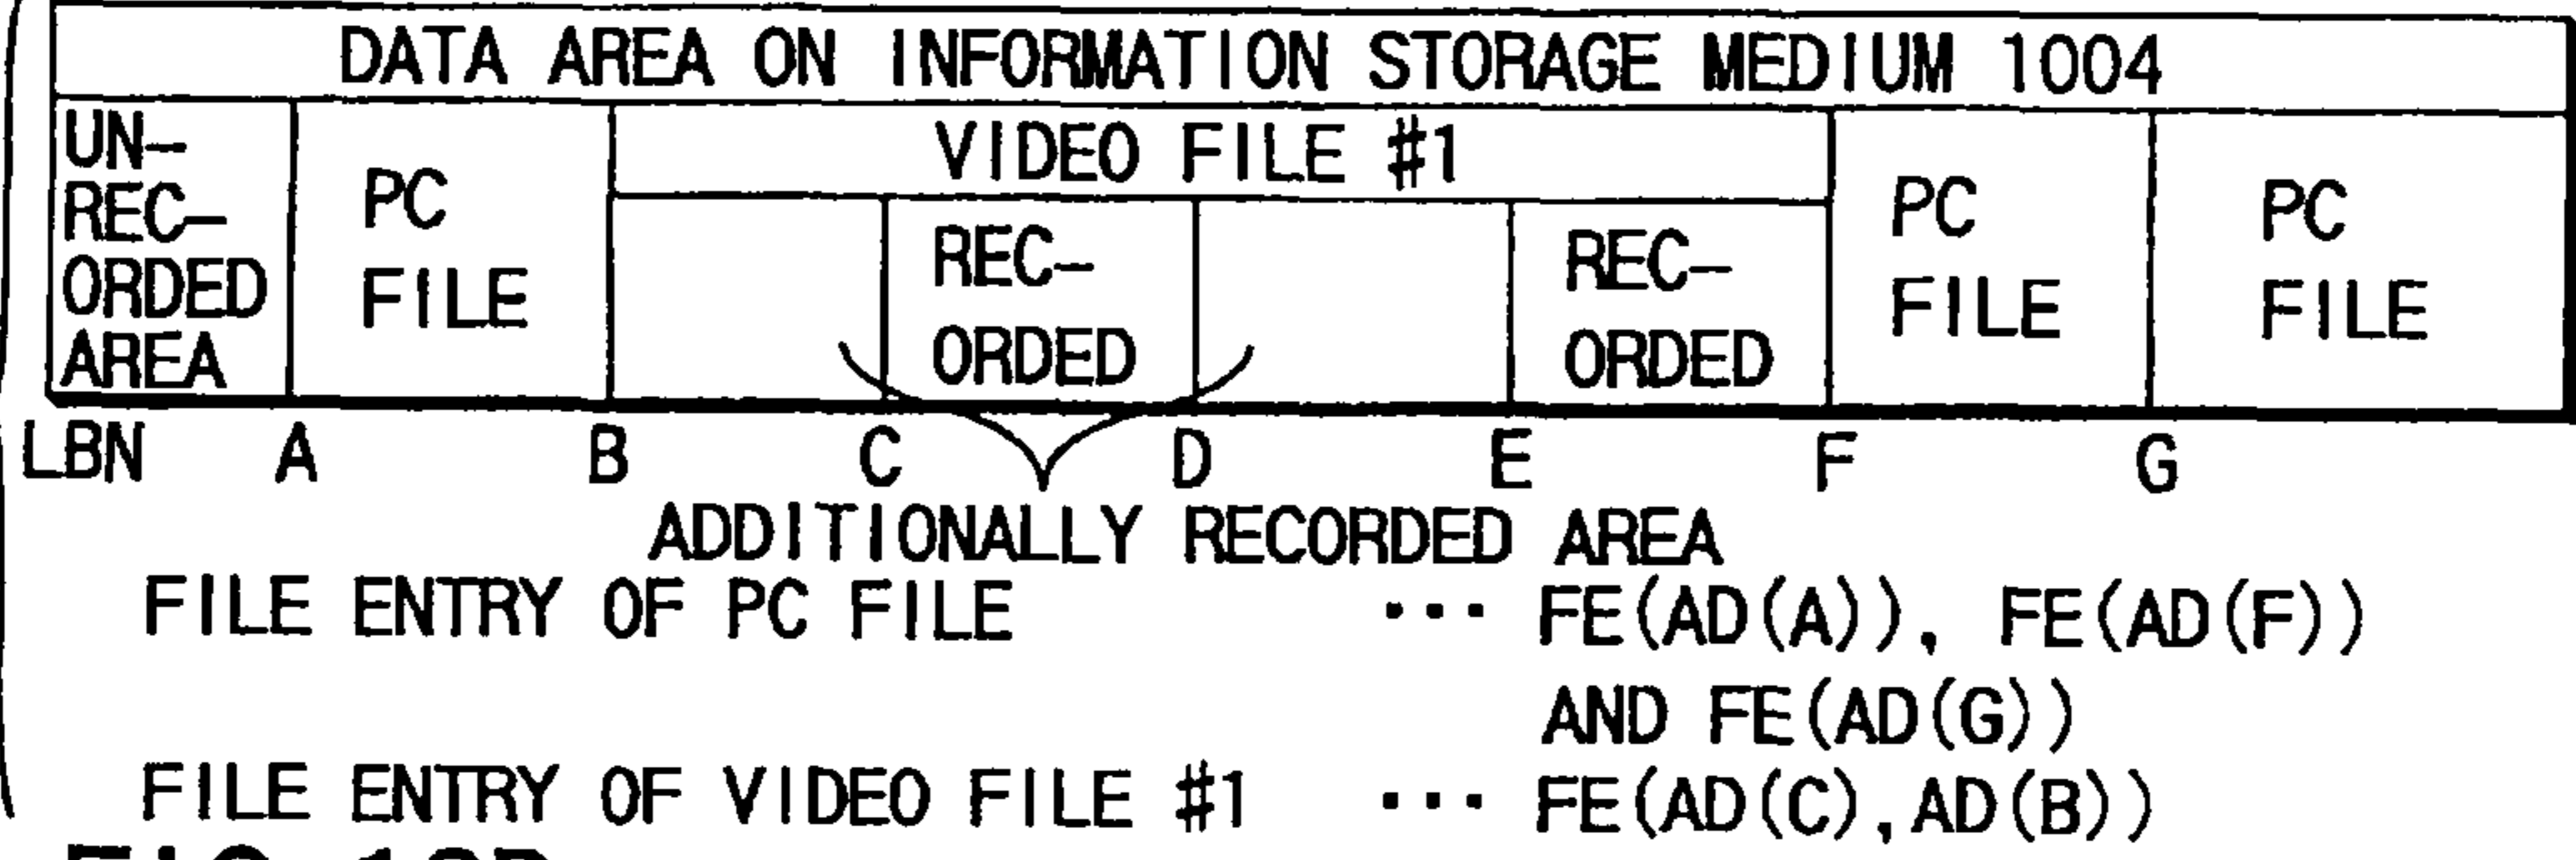 DATA AREA ON INFORMATION STORAGE MEDIUM 1004
UN-
REC-
ORDED
AREA
PC
FILE
VIDEO FILE #1
REC-
ORDED
REC-
ORDED
PC
FILE
PC
FILE
LBN A B C D E F G
ADDITIONALLY RECORDED AREA
FILE ENTRY OF PC FILE ··· FE(AD(A)), FE(AD(F))
AND FE(AD(G))
FILE ENTRY OF VIDEO FILE #1 ··· FE(AD(C),AD(B))